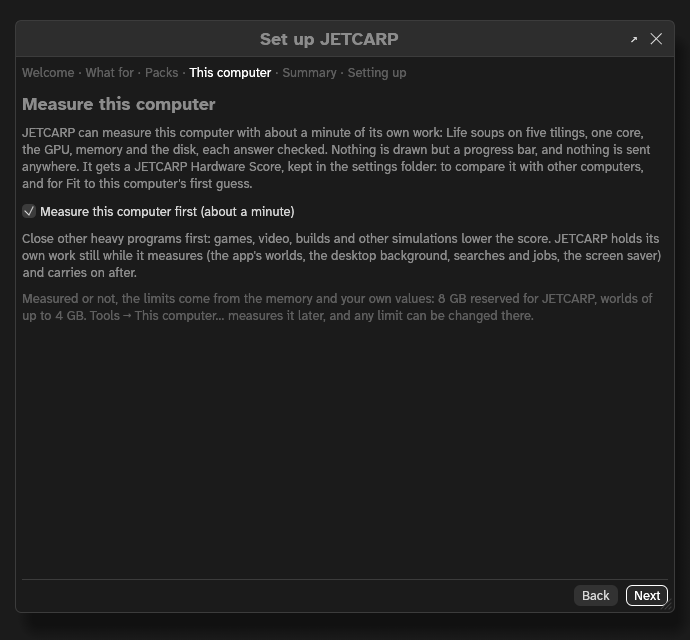 Set up JETCARP
Welcome · What for · Packs · This computer · Summary · Setting up
Measure this computer
JETCARP can measure this computer with about a minute of its own work: Life soups on five tilings, one core,
the GPU, memory and the disk, each answer checked. Nothing is drawn but a progress bar, and nothing is sent
anywhere. It gets a JETCARP Hardware Score, kept in the settings folder: to compare it with other computers,
and for Fit to this computer's first guess.
Measure this computer first (about a minute)
Close other heavy programs first: games, video, builds and other simulations lower the score. JETCARP holds its
own work still while it measures (the app's worlds, the desktop background, searches and jobs, the screen saver)
and carries on after.
Measured or not, the limits come from the memory and your own values: 8 GB reserved for JETCARP, worlds of
up to 4 GB. Tools → This computer... measures it later, and any limit can be changed there.
Back Next